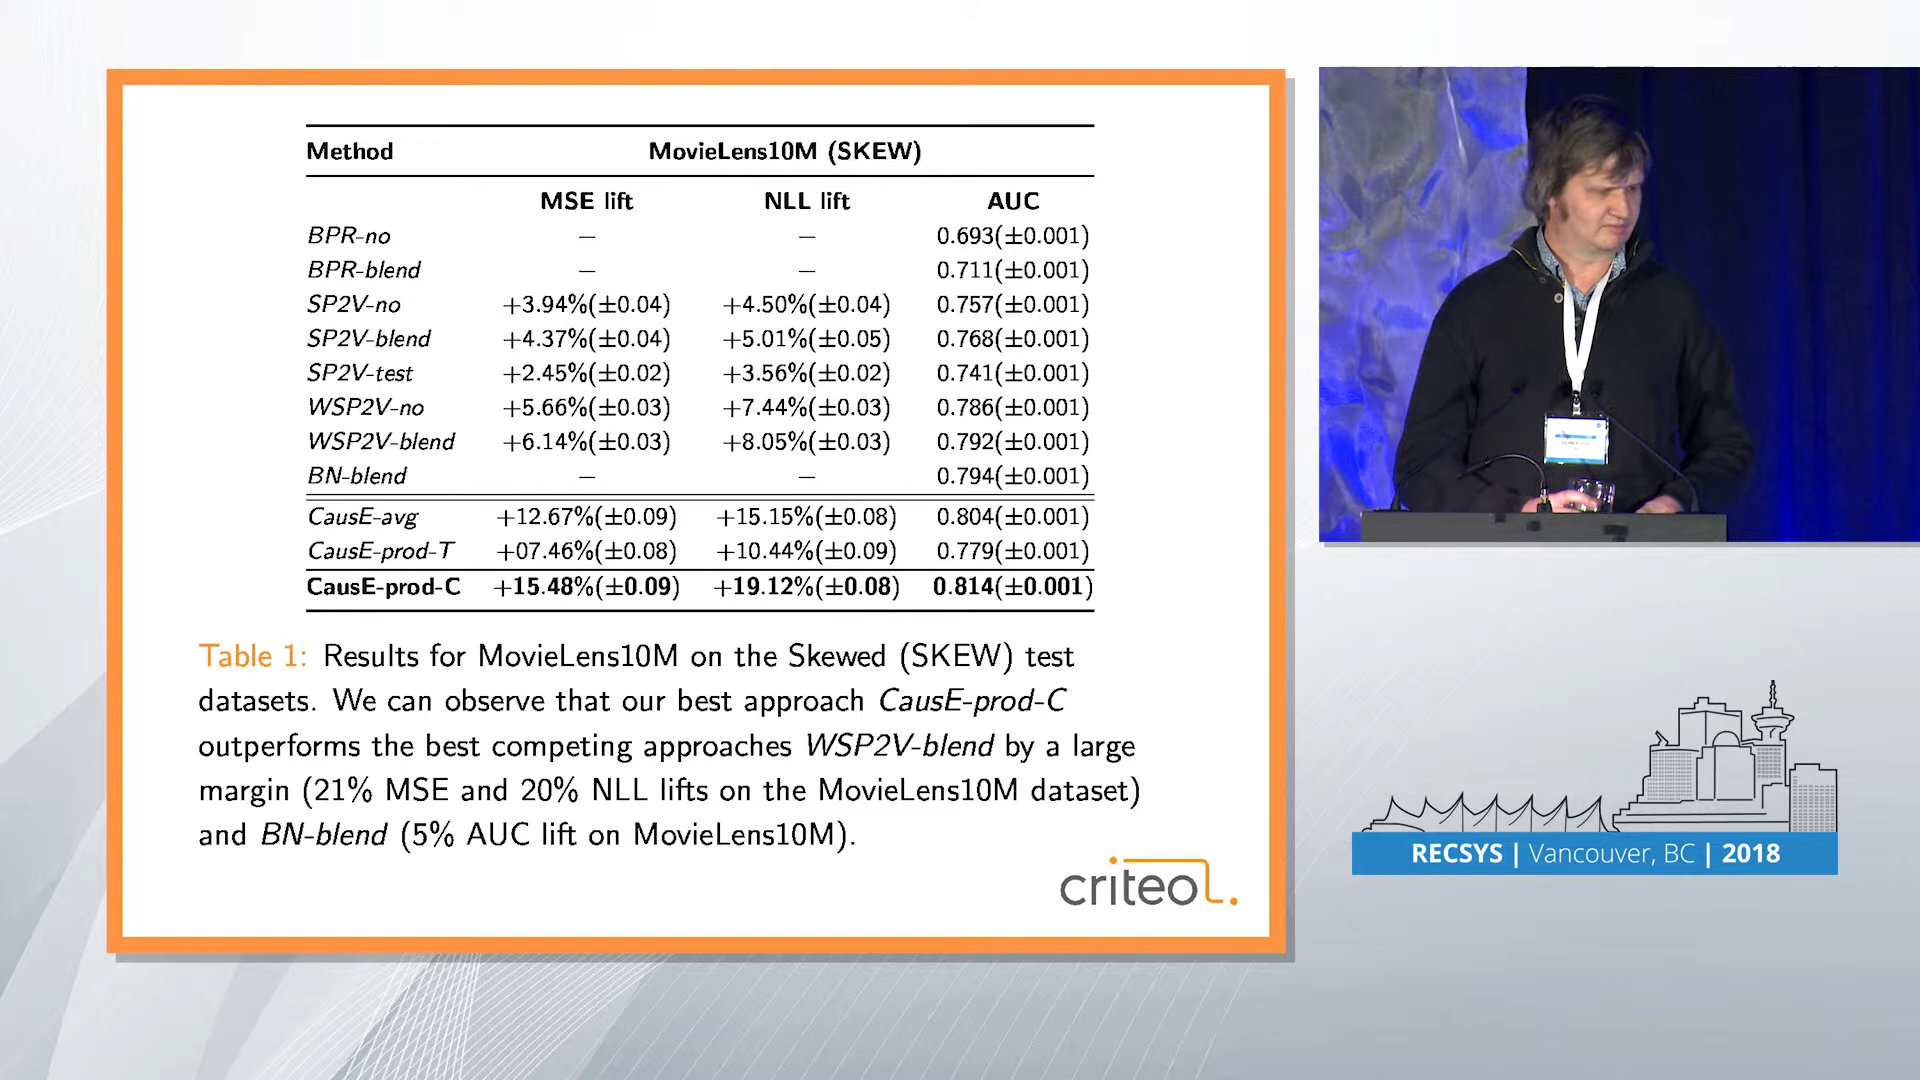 Method MovieLens10M (SKEW)
MSE lift NLL lift AUC
BPR-no — — 0.693(±0.001)
BPR-blend — — 0.711(±0.001)
SP2V-no +3.94%(±0.04) +4.50%(±0.04) 0.757(±0.001)
SP2V-blend +4.37%(±0.04) +5.01%(±0.05) 0.768(±0.001)
SP2V-test +2.45%(±0.02) +3.56%(±0.02) 0.741(±0.001)
WSP2V-no +5.66%(±0.03) +7.44%(±0.03) 0.786(±0.001)
WSP2V-blend +6.14%(±0.03) +8.05%(±0.03) 0.792(±0.001)
BN-blend — — 0.794(±0.001)
CausE-avg +12.67%(±0.09) +15.15%(±0.08) 0.804(±0.001)
CausE-prod-T +07.46%(±0.08) +10.44%(±0.09) 0.779(±0.001)
CausE-prod-C +15.48%(±0.09) +19.12%(±0.08) 0.814(±0.001)
Table 1: Results for MovieLens10M on the Skewed (SKEW) test
datasets. We can observe that our best approach CausE-prod-C
outperforms the best competing approaches WSP2V-blend by a large
margin (21% MSE and 20% NLL lifts on the MovieLens10M dataset)
and BN-blend (5% AUC lift on MovieLens10M).
criteo
RECSYS | Vancouver, BC | 2018